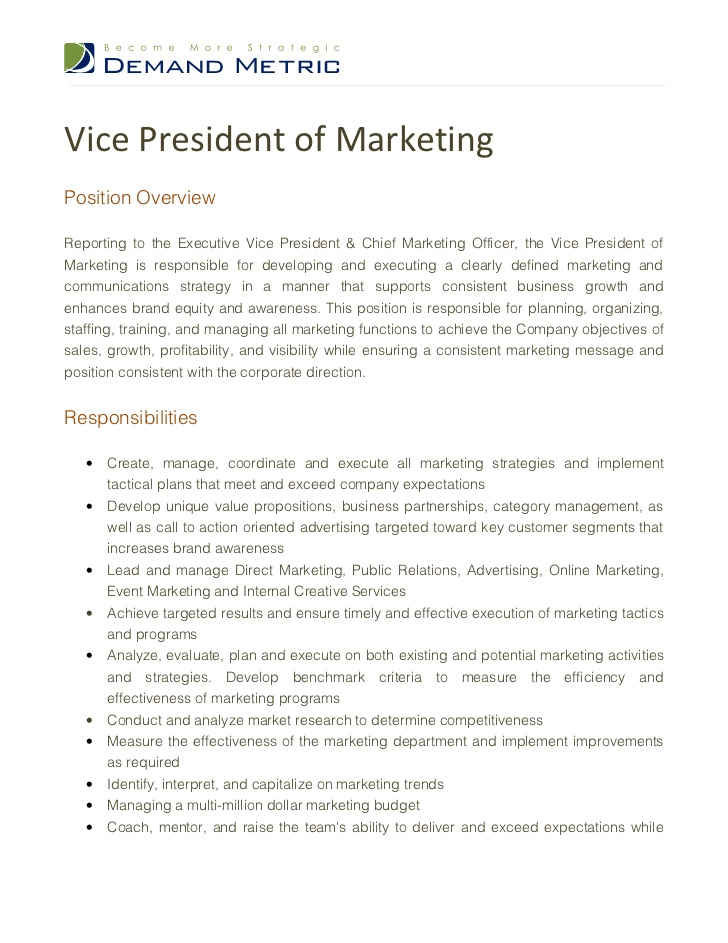 Become More Strategic
DEMAND METRIC
Vice President of Marketing
Position Overview
Reporting to the Executive Vice President & Chief Marketing Officer, the Vice President of
Marketing is responsible for developing and executing a clearly defined marketing and
communications strategy in a manner that supports consistent business growth and
enhances brand equity and awareness. This position is responsible for planning, organizing,
staffing, training, and managing all marketing functions to achieve the Company objectives of
sales, growth, profitability, and visibility while ensuring a consistent marketing message and
position consistent with the corporate direction.
Responsibilities
• Create, manage, coordinate and execute all marketing strategies and implement
tactical plans that meet and exceed company expectations
• Develop unique value propositions, business partnerships, category management, as
well as call to action oriented advertising targeted toward key customer segments that
increases brand awareness
• Lead and manage Direct Marketing, Public Relations, Advertising, Online Marketing,
Event Marketing and Internal Creative Services
• Achieve targeted results and ensure timely and effective execution of marketing tactics
and programs
• Analyze, evaluate, plan and execute on both existing and potential marketing activities
and strategies. Develop benchmark criteria to measure the efficiency and
effectiveness of marketing programs
• Conduct and analyze market research to determine competitiveness
• Measure the effectiveness of the marketing department and implement improvements
as required
• Identify, interpret, and capitalize on marketing trends
• Managing a multi-million dollar marketing budget
• Coach, mentor, and raise the team's ability to deliver and exceed expectations while